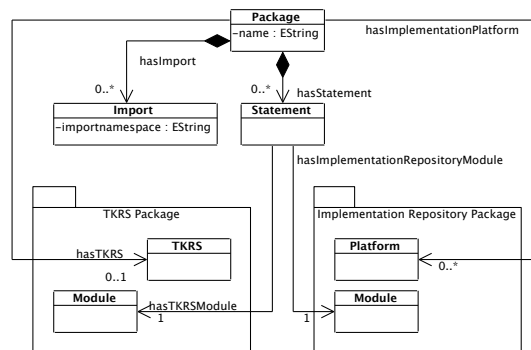 Package
-name : EString
hasImplementationPlatform
hasImport
0..*
0..*
hasStatement
Import
-importnamespace : EString
Statement
hasImplementationRepositoryModule
TKRS Package
Implementation Repository Package
hasTKRS
TKRS
0..1
Platform
0..*
Module
hasTKRSModule
1
1
Module